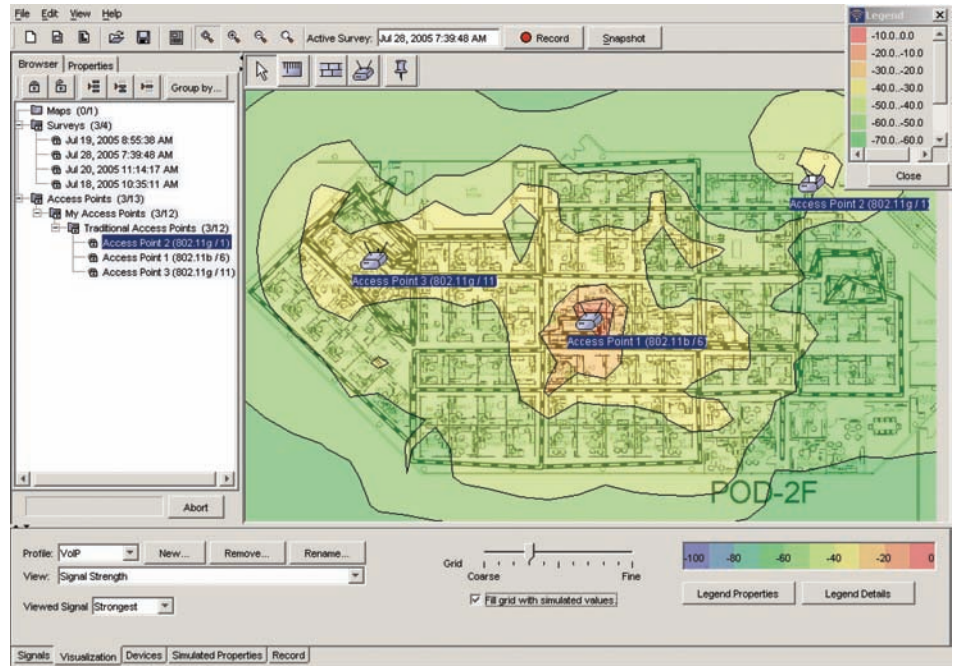 File Edit View Help
Active Survey: Jul 28, 2005 7:39:48 AM Record Snapshot
Legend
-10.0..0.0
-20.0..-10.0
-30.0..-20.0
-40.0..-30.0
-50.0..-40.0
-60.0..-50.0
-70.0..-60.0
Close
Browser Properties
Group by...
Maps (0/1)
Surveys (3/4)
Jul 19, 2005 8:55:38 AM
Jul 28, 2005 7:39:48 AM
Jul 20, 2005 11:14:17 AM
Jul 18, 2005 10:35:11 AM
Access Points (3/13)
My Access Points (3/12)
Traditional Access Points (3/12)
Access Point 2 (802.11g / 1)
Access Point 1 (802.11b / 6)
Access Point 3 (802.11g / 11)
Access Point 2 (802.11g / 1)
Access Point 3 (802.11g / 11
Access Point 1 (802.11b / 6
POD-2F
Abort
Profile: VoIP New... Remove... Rename...
View: Signal Strength
Viewed Signal Strongest
Grid
Coarse Fine
Fill grid with simulated values.
-100 -80 -60 -40 -20 0
Legend Properties Legend Details
Signals Visualization Devices Simulated Properties Record